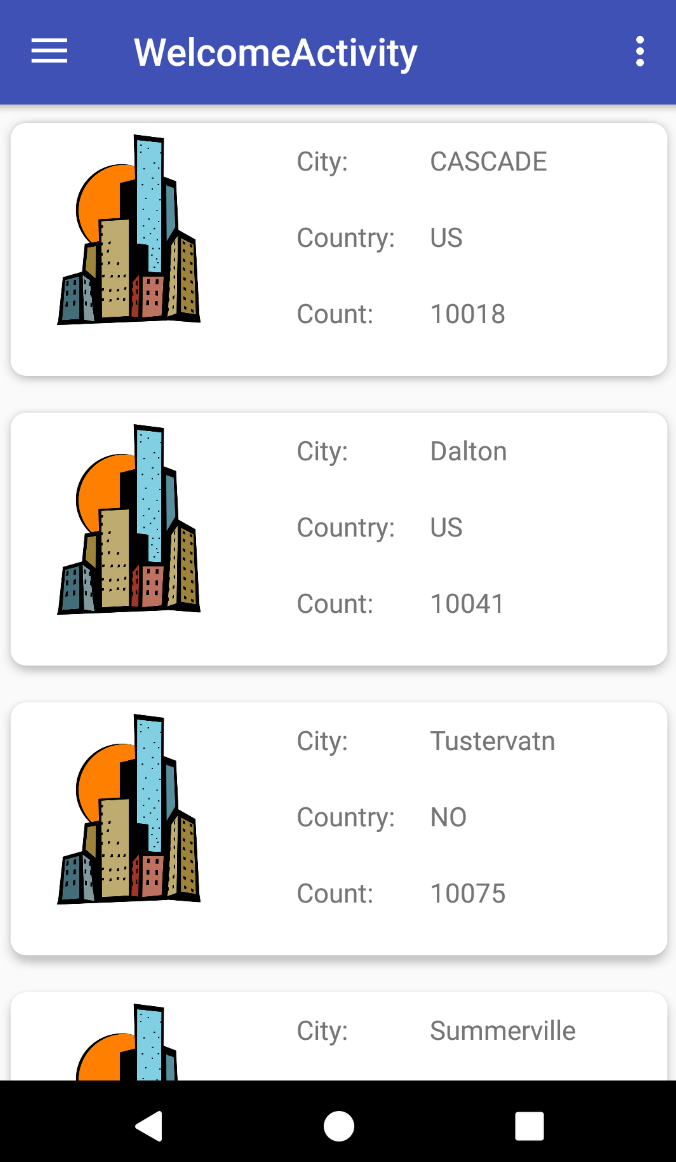 WelcomeActivity
City: CASCADE
Country: US
Count: 10018
City: Dalton
Country: US
Count: 10041
City: Tustervatn
Country: NO
Count: 10075
City: Summerville